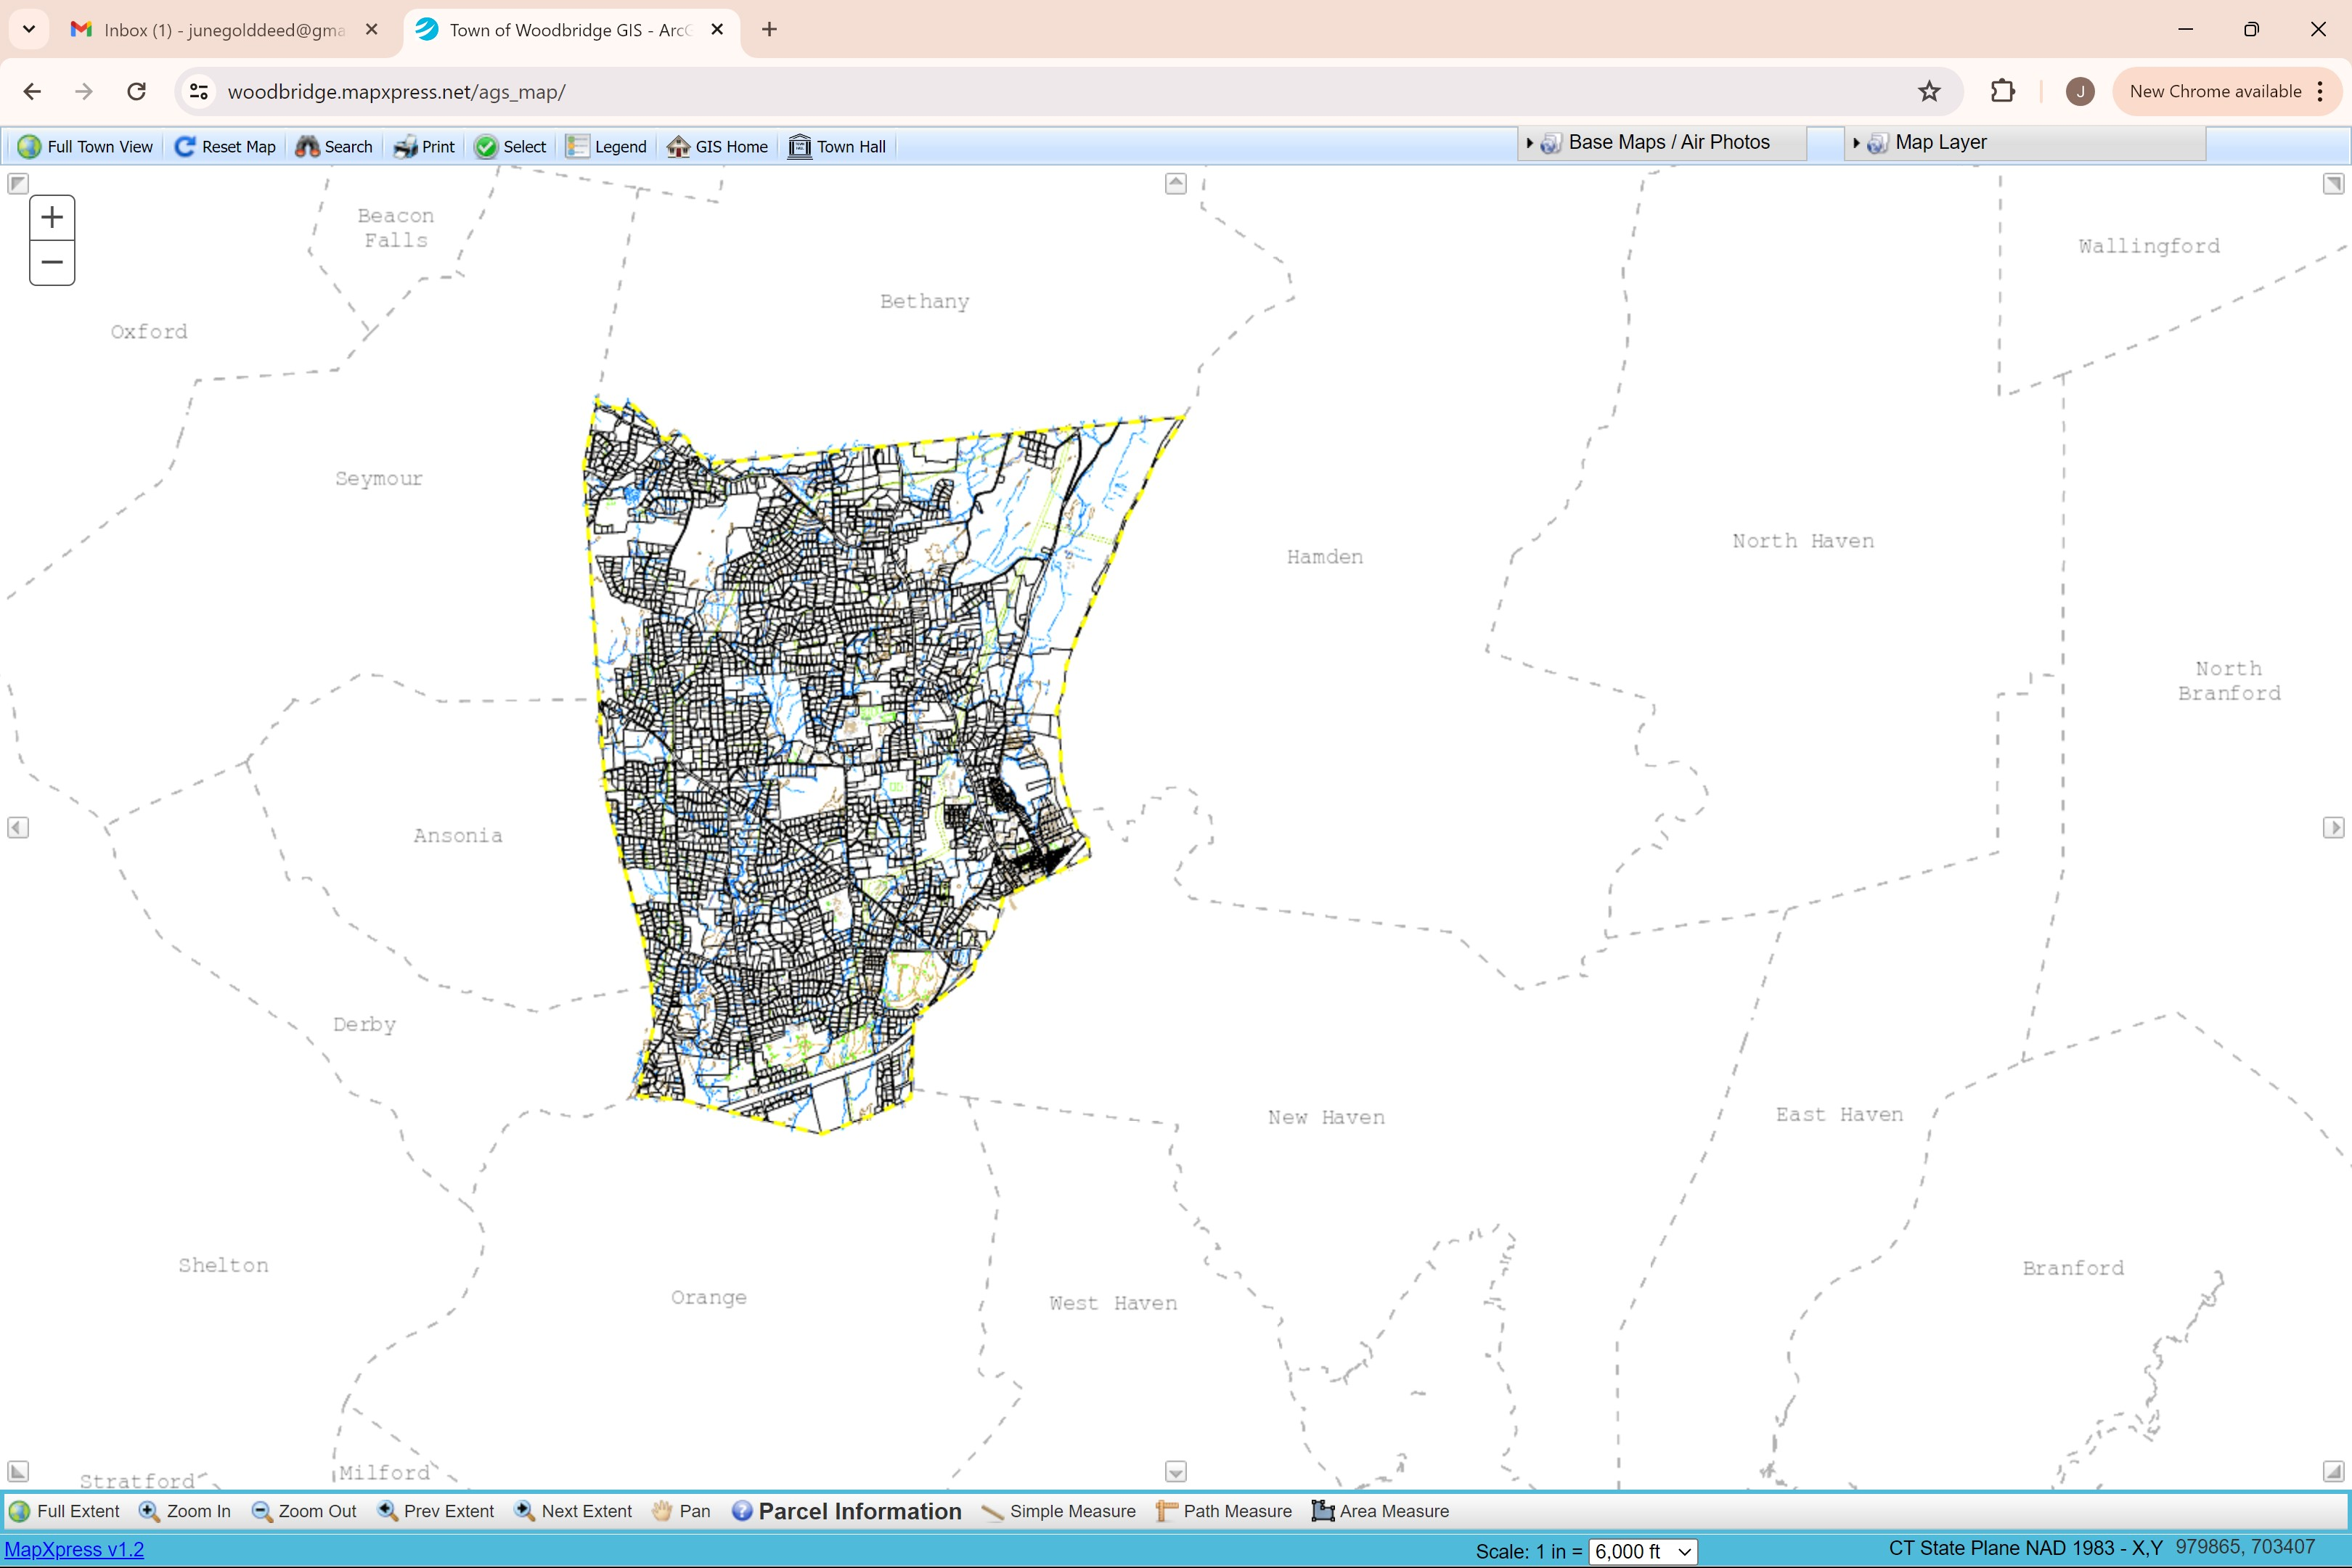 Inbox (1) - junegolddeed@gma
Town of Woodbridge GIS - Arc
woodbridge.mapxpress.net/ags_map/
J
New Chrome available
Full Town View
Reset Map
Search
Print
Select
Legend
GIS Home
Town Hall
Base Maps / Air Photos
Map Layer
Beacon
Falls
Wallingford
Bethany
Oxford
Seymour
North Haven
Hamden
North
Branford
Ansonia
Derby
New Haven
East Haven
Shelton
Branford
Orange
West Haven
Milford
Stratford
Full Extent
Zoom In
Zoom Out
Prev Extent
Next Extent
Pan
Parcel Information
Simple Measure
Path Measure
Area Measure
MapXpress v1.2
Scale: 1 in = 6,000 ft
CT State Plane NAD 1983 - X,Y 979865, 703407